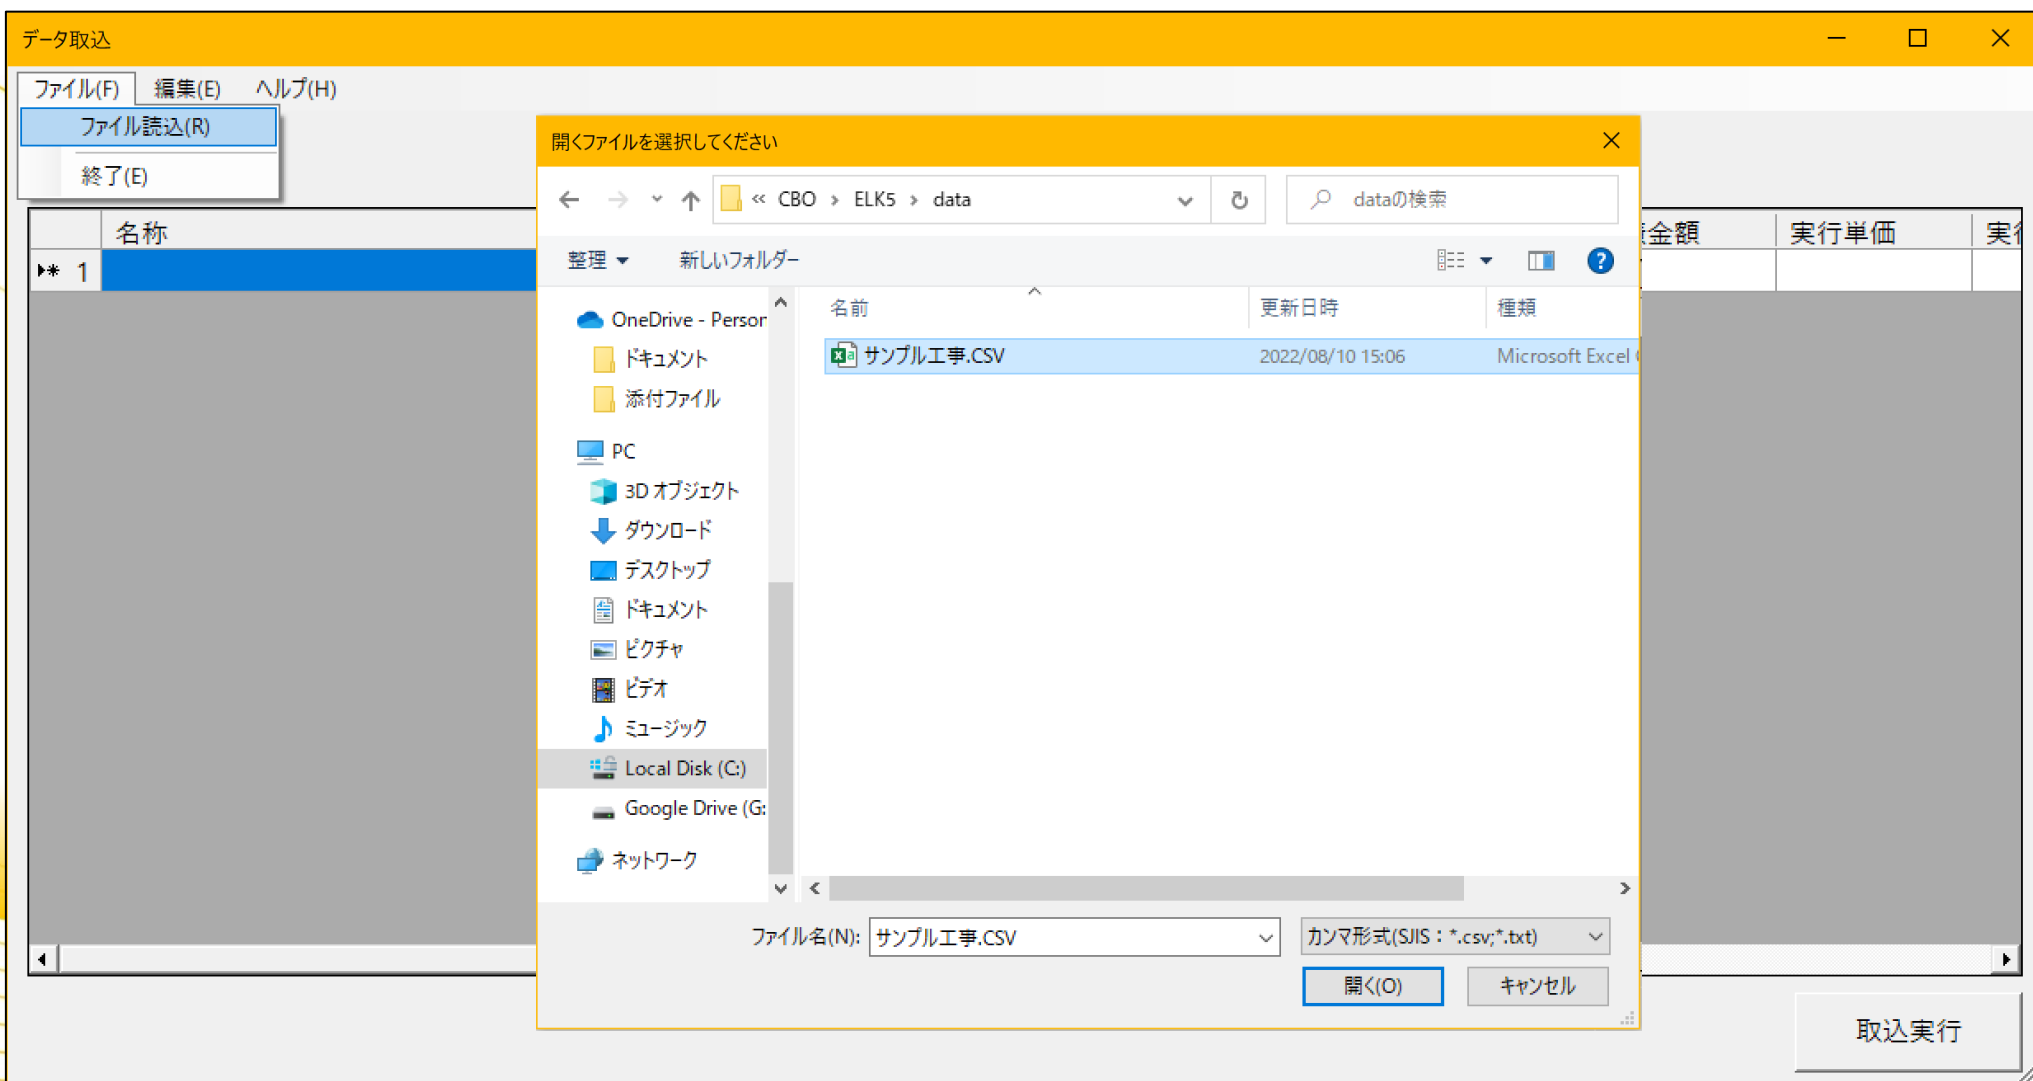 データ取込
ファイル(F) 編集(E) ヘルプ(H)
ファイル読込(R)
終了(E)
名称
金額 実行単価
1
開くファイルを選択してください
« CBO › ELK5 › data
dataの検索
整理 新しいフォルダー
名前 更新日時 種類
サンプル工事.CSV 2022/08/10 15:06 Microsoft Excel
OneDrive - Person
ドキュメント
添付ファイル
PC
3D オブジェクト
ダウンロード
デスクトップ
ドキュメント
ピクチャ
ビデオ
ミュージック
Local Disk (C:)
Google Drive (G:
ネットワーク
ファイル名(N): サンプル工事.CSV カンマ形式(SJIS：*.csv;*.txt)
開く(O) キャンセル
取込実行